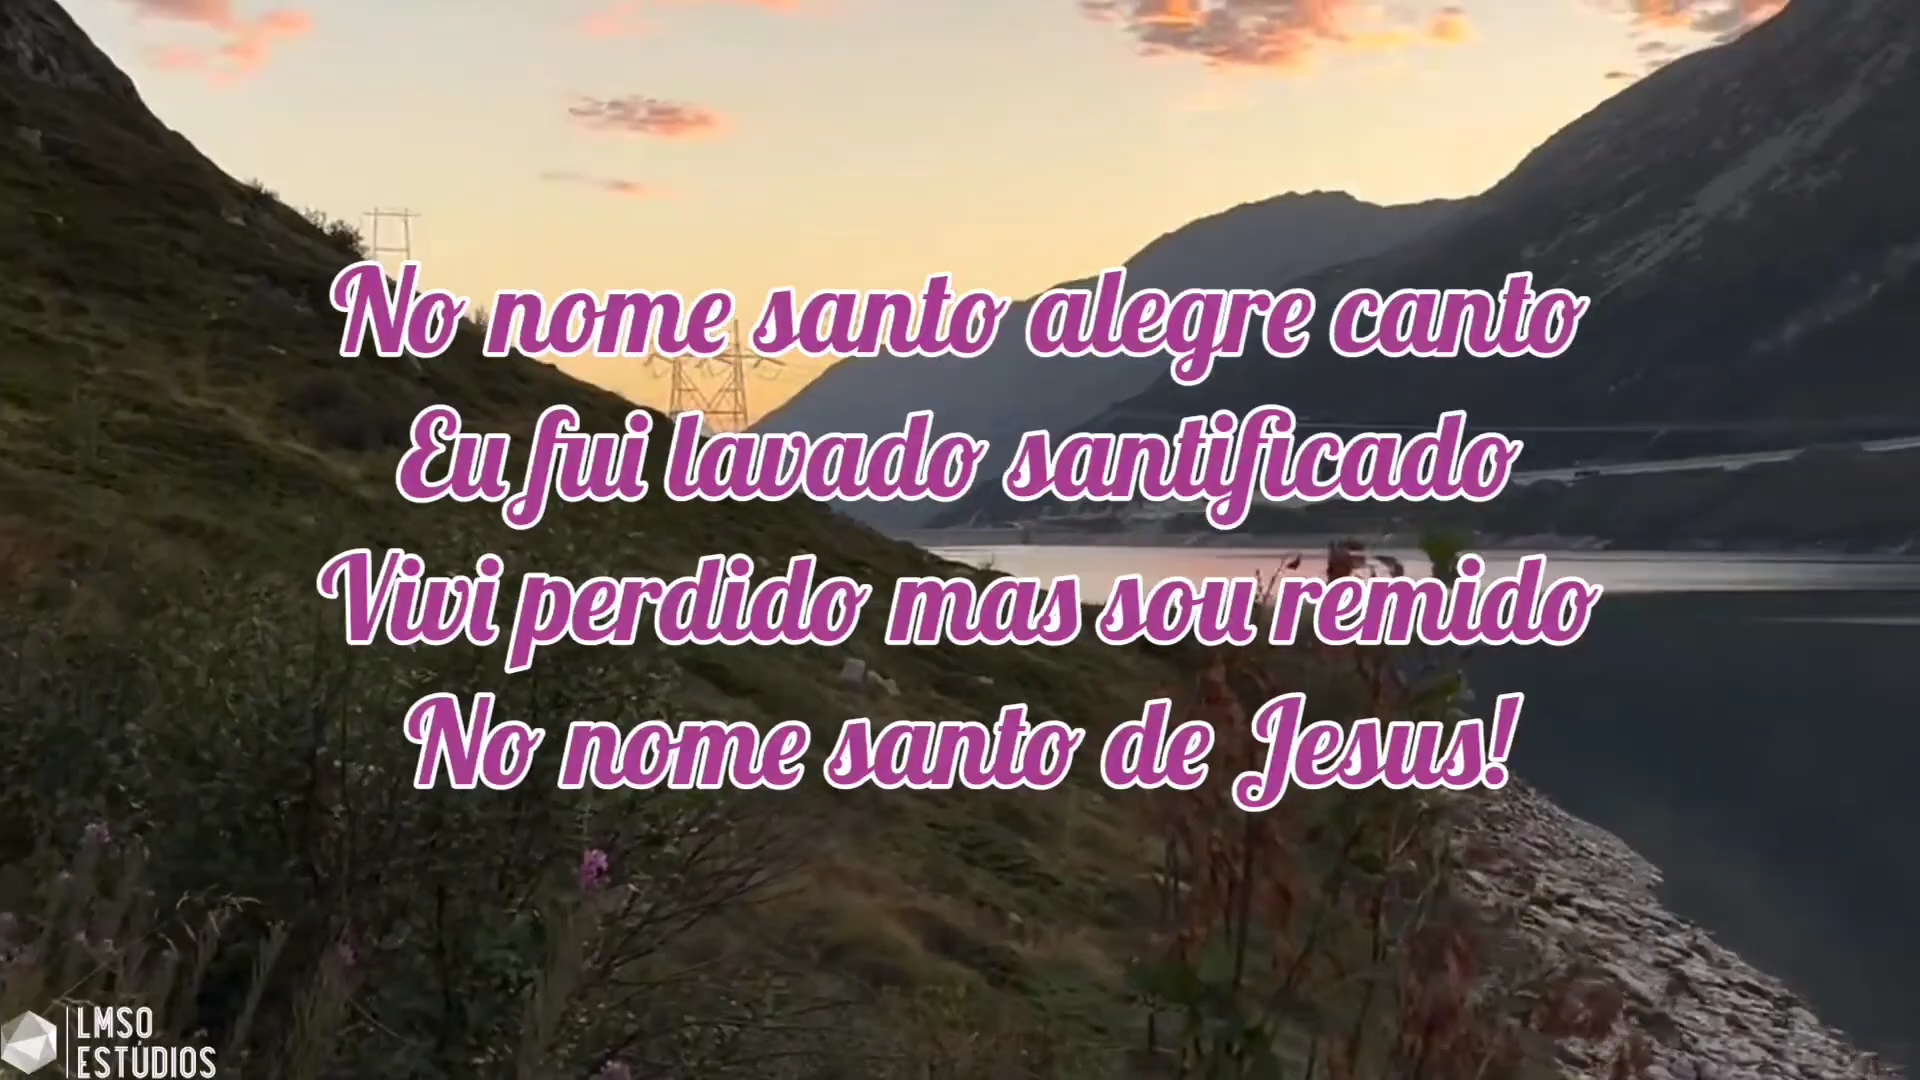 No nome santo alegre canto
Eu fui lavado santificado
Vivi perdido mas sou remido
No nome santo de Jesus!
LMSO
ESTÚDIOS